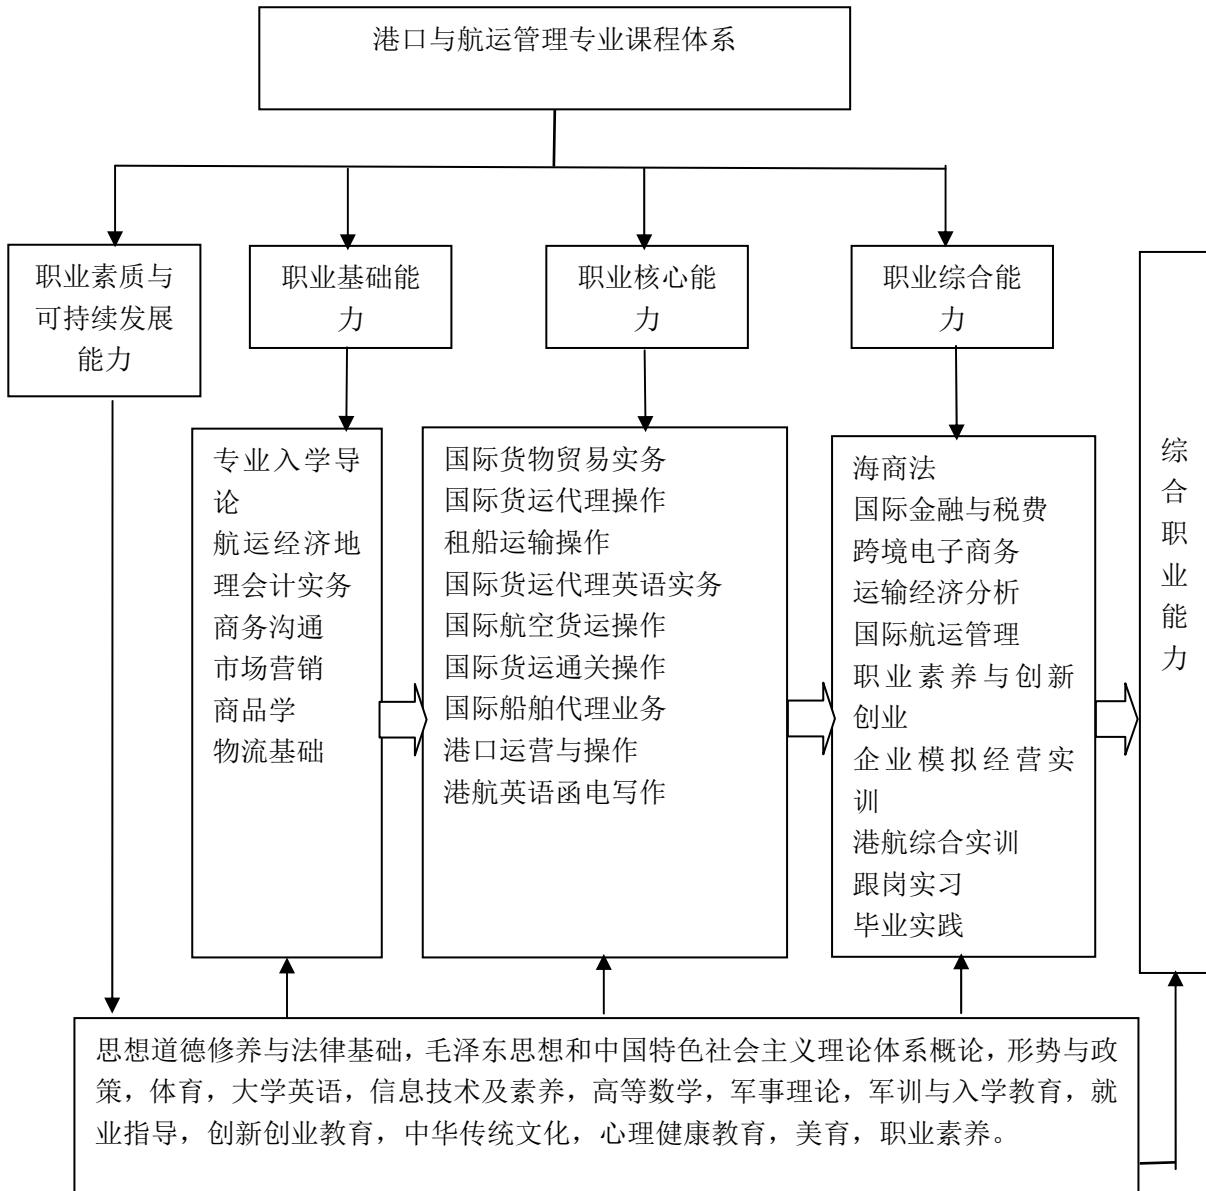 港口与航运管理专业课程体系
职业素质与
可持续发展
能力
职业基础能
力
职业核心能
力
职业综合能
力
专业入学导
论
航运经济地
理会计实务
商务沟通
市场营销
商品学
物流基础
国际货物贸易实务
国际货运代理操作
租船运输操作
国际货运代理英语实务
国际航空货运操作
国际货运通关操作
国际船舶代理业务
港口运营与操作
港航英语函电写作
海商法
国际金融与税费
跨境电子商务
运输经济分析
国际航运管理
职业素养与创新
创业
企业模拟经营实
训
港航综合实训
跟岗实习
毕业实践
综
合
职
业
能
力
思想道德修养与法律基础，毛泽东思想和中国特色社会主义理论体系概论，形势与政
策，体育，大学英语，信息技术及素养，高等数学，军事理论，军训与入学教育，就
业指导，创新创业教育，中华传统文化，心理健康教育，美育，职业素养。